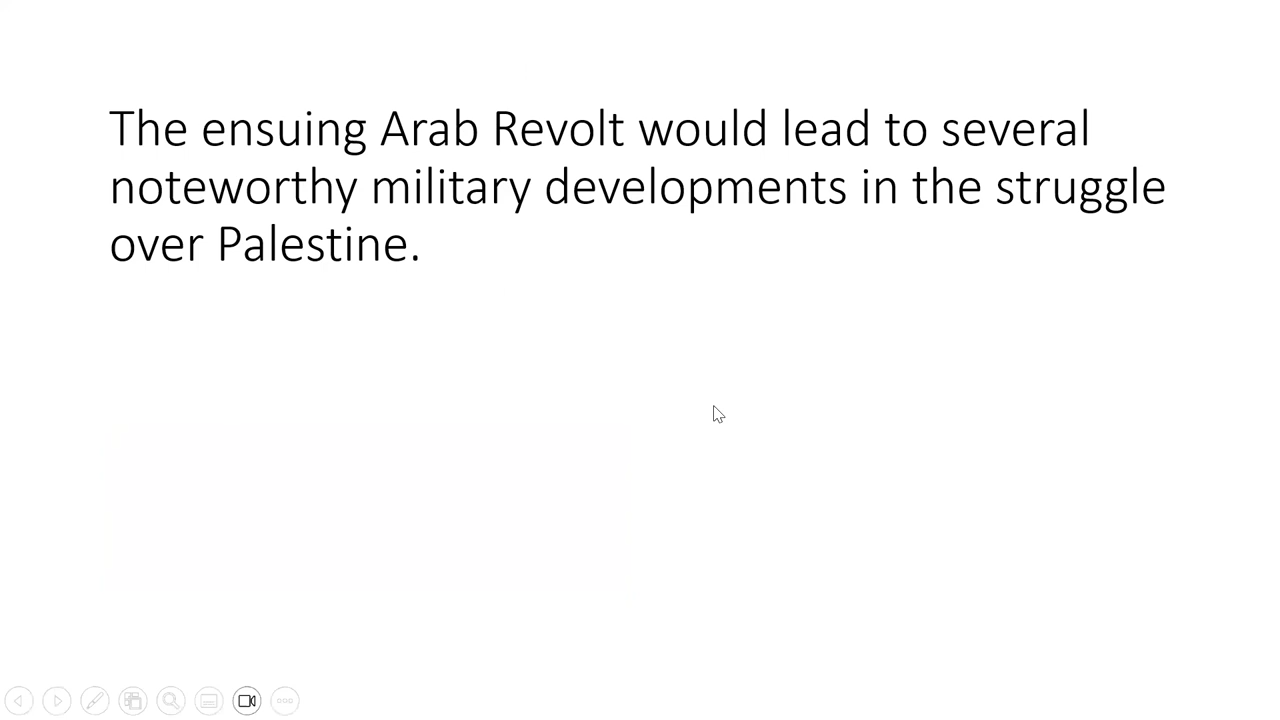 The ensuing Arab Revolt would lead to several
noteworthy military developments in the struggle
over Palestine.